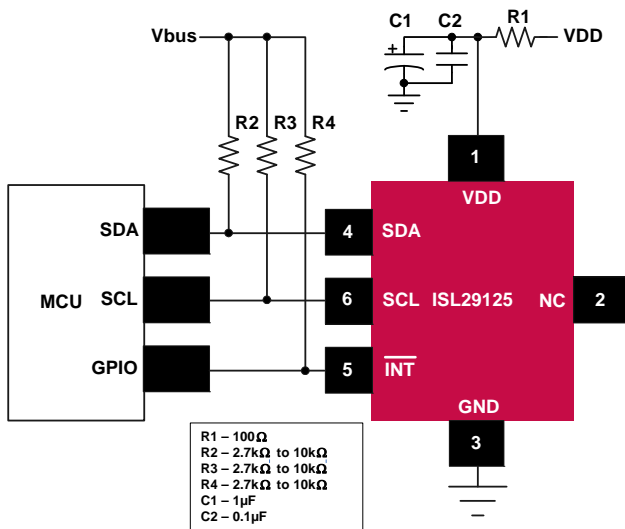 C1 C2 R1
Vbus
VDD
+
R2 R3 R4
1
VDD
SDA 4 SDA
MCU SCL 6 SCL ISL29125 NC 2
GPIO 5 INT
GND
3
R1 – 100Ω
R2 – 2.7kΩ to 10kΩ
R3 – 2.7kΩ to 10kΩ
R4 – 2.7kΩ to 10kΩ
C1 – 1µF
C2 – 0.1µF